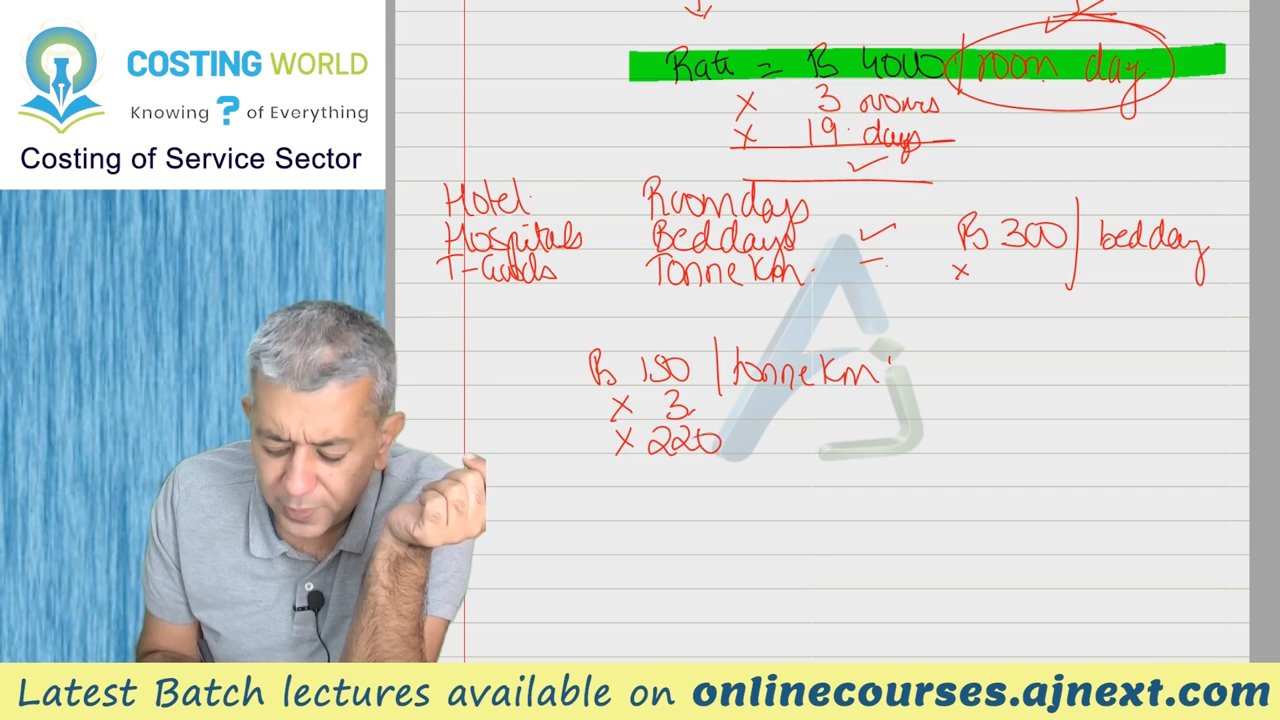 COSTING WORLD
Knowing ? of Everything
Costing of Service Sector
Rate = ₨ 4000 / room day
x 3 rooms
x 19 days
Hotel Roomdays
Hospitals Beddays ₨ 300 / bedday
T-Goods Tonne Km. x
₨ 150 / tonne Km
x 3
x 220
Latest Batch lectures available on onlinecourses.ajnext.com